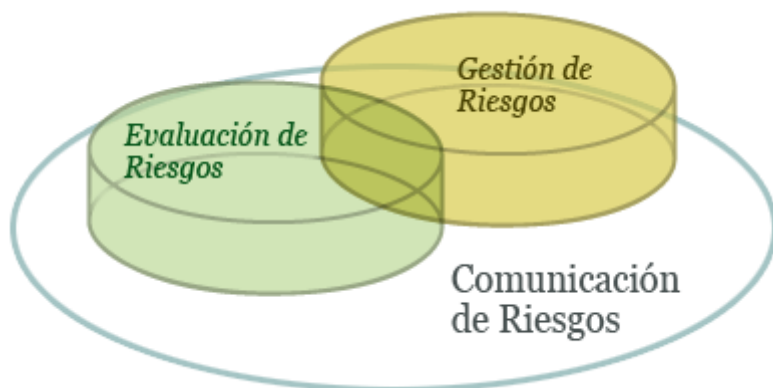 Gestión de
Riesgos
Evaluación de
Riesgos
Comunicación
de Riesgos